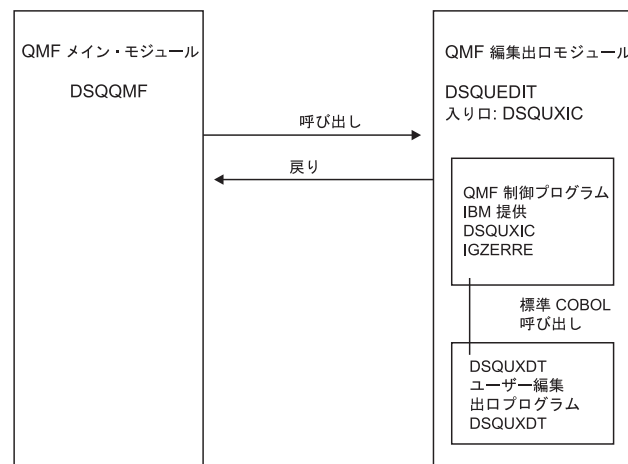 QMF メイン・モジュール
DSQQMF
呼び出し
戻り
QMF 編集出口モジュール
DSQUEDIT
入り口: DSQUXIC
QMF 制御プログラム
IBM 提供
DSQUXIC
IGZERRE
標準 COBOL
呼び出し
DSQUXDT
ユーザー編集
出口プログラム
DSQUXDT